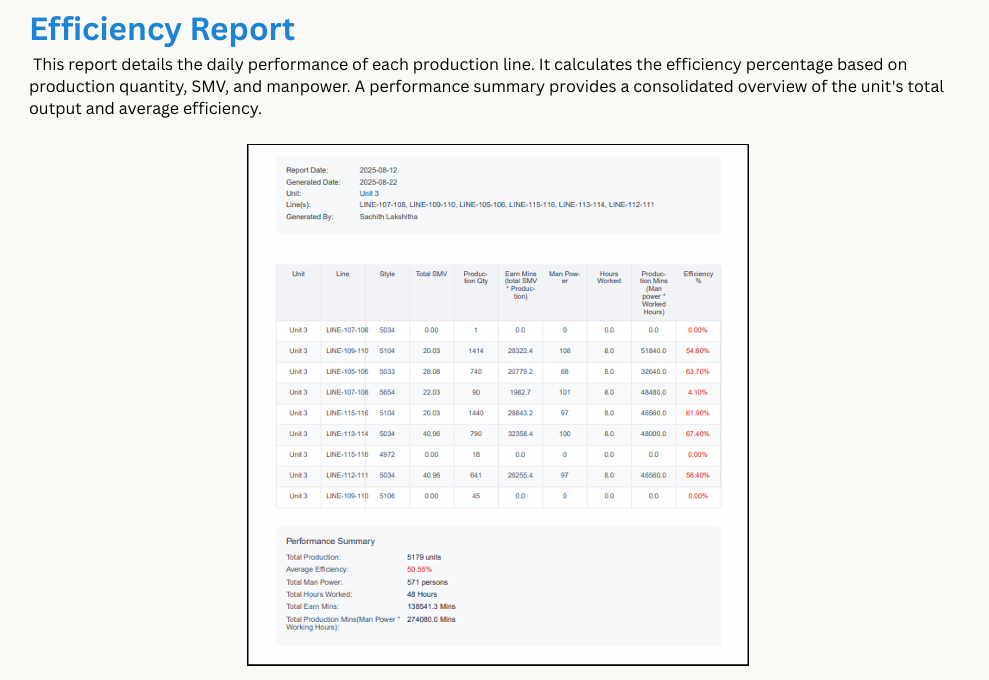 Efficiency Report
This report details the daily performance of each production line. It calculates the efficiency percentage based on
production quantity, SMV, and manpower. A performance summary provides a consolidated overview of the unit's total
output and average efficiency.
Report Date: 2025-08-12
Generated Date: 2025-08-22
Unit: Unit 3
Line(s): LINE-107-108, LINE-109-110, LINE-105-106, LINE-115-116, LINE-113-114, LINE-112-111
Generated By: Sachith Lakshitha
Unit Line Style Total SMV Produc- Earn Mins Man Pow- Hours Produc- Efficiency
tion Qty (total SMV er Worked tion Mins %
* Produc- (Man
tion) power *
Worked
Hours)
Unit 3 LINE-107-108 5034 0.00 1 0.0 0 0.0 0.0 0.00%
Unit 3 LINE-109-110 5104 20.03 1414 28322.4 108 8.0 51840.0 54.60%
Unit 3 LINE-105-106 5033 28.08 740 20779.2 68 8.0 32640.0 63.70%
Unit 3 LINE-107-108 5654 22.03 90 1982.7 101 8.0 48480.0 4.10%
Unit 3 LINE-115-116 5104 20.03 1440 28843.2 97 8.0 46560.0 61.90%
Unit 3 LINE-113-114 5034 40.96 790 32358.4 100 8.0 48000.0 67.40%
Unit 3 LINE-115-116 4972 0.00 18 0.0 0 0.0 0.0 0.00%
Unit 3 LINE-112-111 5034 40.96 641 26255.4 97 8.0 46560.0 56.40%
Unit 3 LINE-109-110 5106 0.00 45 0.0 0 0.0 0.0 0.00%
Performance Summary
Total Production: 5179 units
Average Efficiency: 50.55%
Total Man Power: 571 persons
Total Hours Worked: 48 Hours
Total Earn Mins: 138541.3 Mins
Total Production Mins(Man Power * 274080.0 Mins
Working Hours):